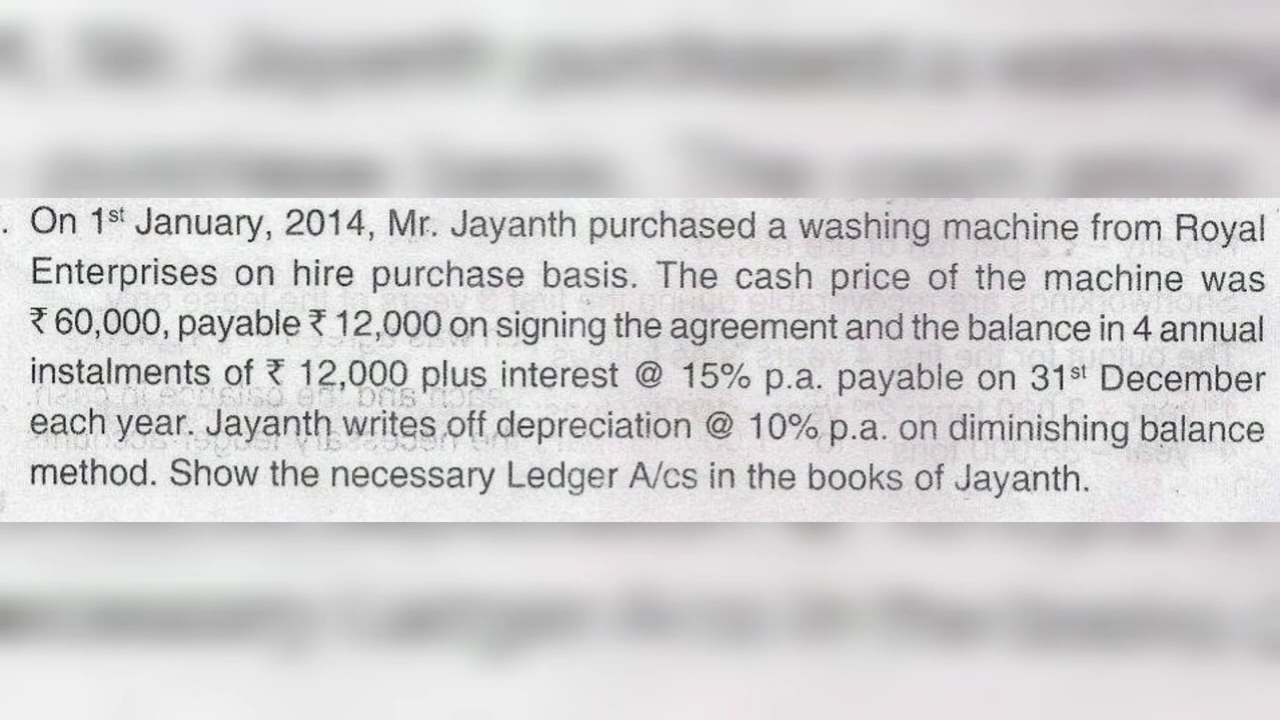 . On 1st January, 2014, Mr. Jayanth purchased a washing machine from Royal
Enterprises on hire purchase basis. The cash price of the machine was
₹ 60,000, payable ₹ 12,000 on signing the agreement and the balance in 4 annual
instalments of ₹ 12,000 plus interest @ 15% p.a. payable on 31st December
each year. Jayanth writes off depreciation @ 10% p.a. on diminishing balance
method. Show the necessary Ledger A/cs in the books of Jayanth.